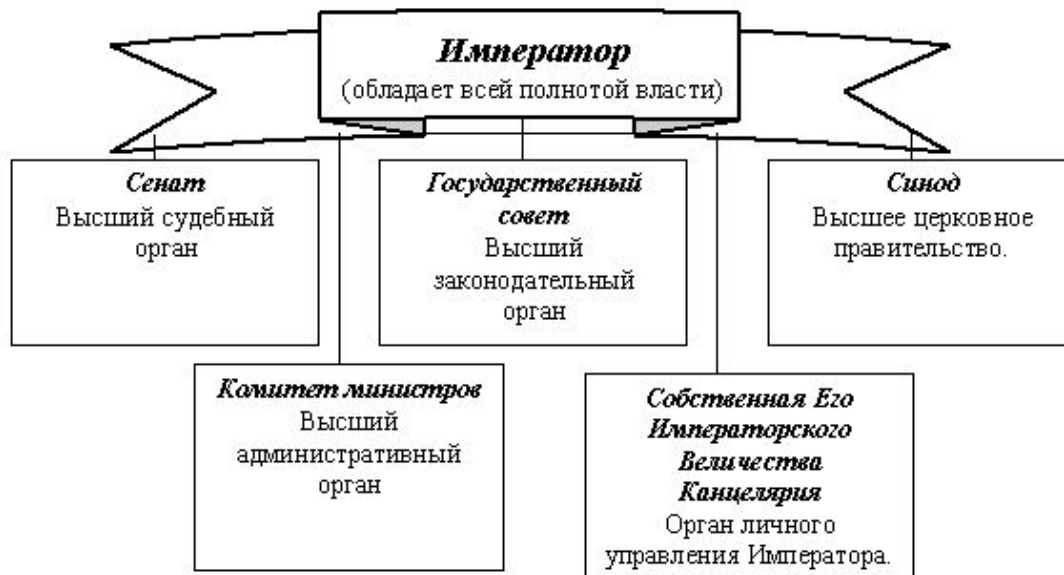 Император
(обладает всей полнотой власти)
Сенат
Высший судебный
орган
Государственный
совет
Высший
законодательный
орган
Синод
Высшее церковное
правительство.
Комитет министров
Высший
административный
орган
Собственная Его
Императорского
Величества
Канцелярия
Орган личного
управления Императора.